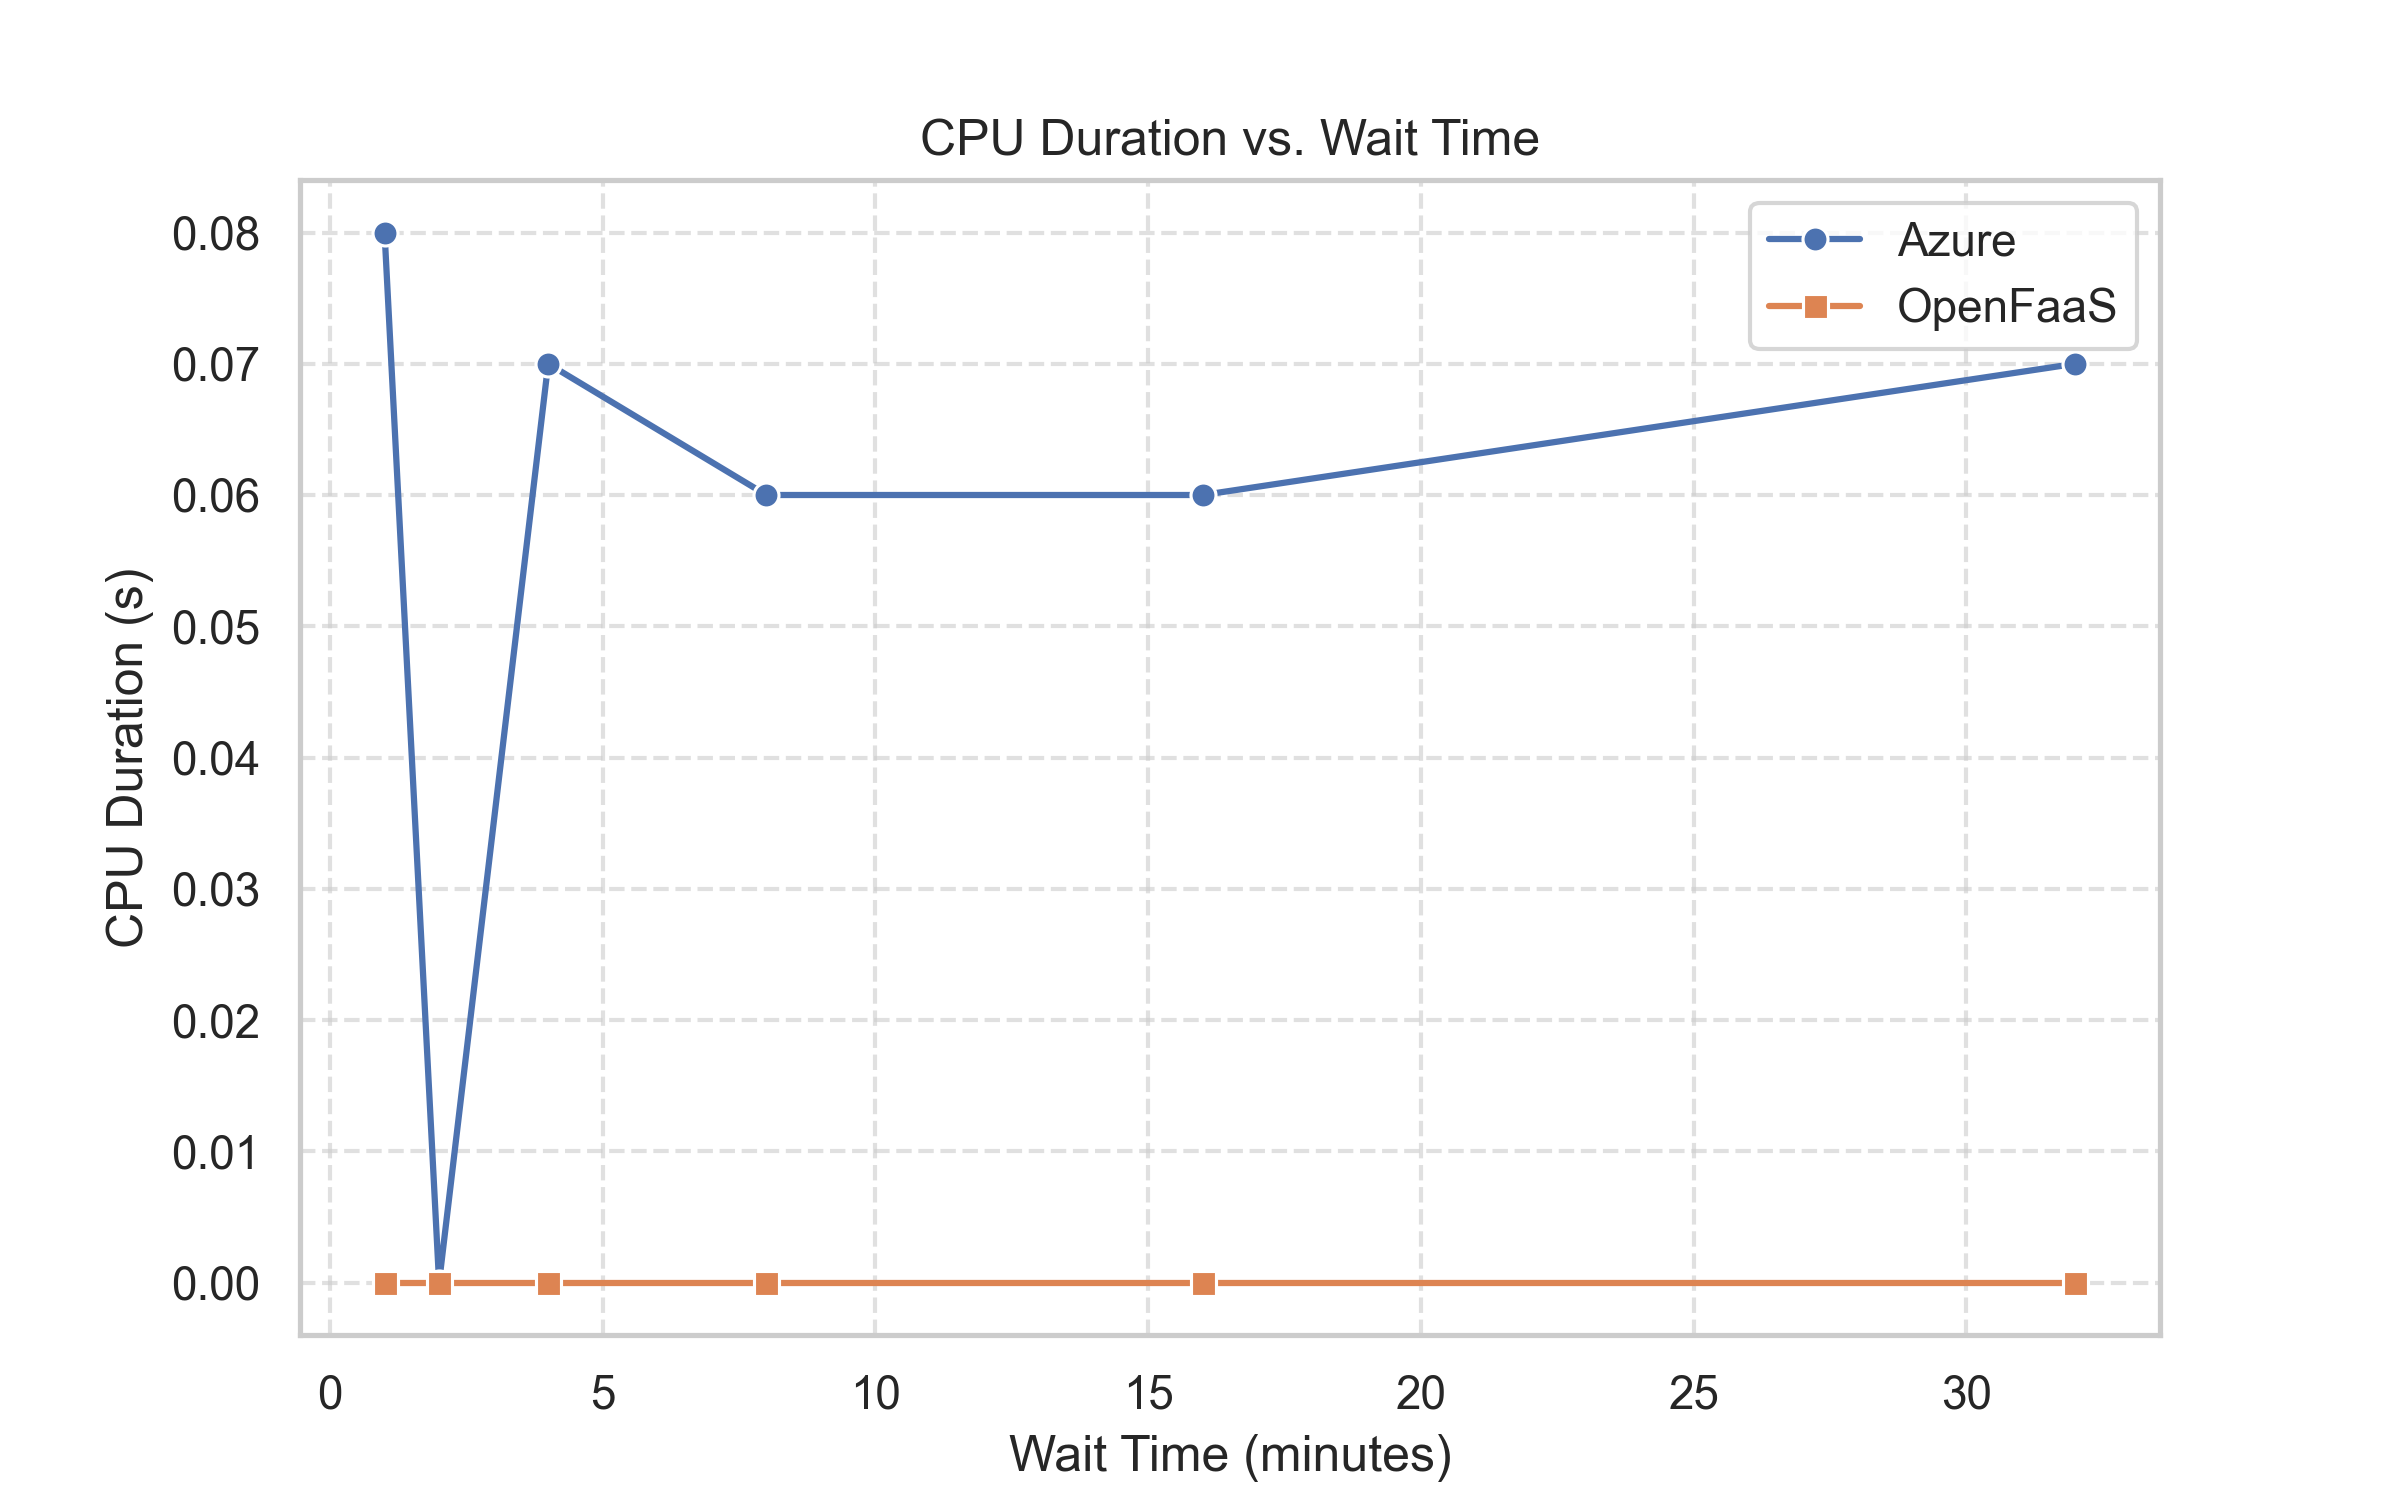 CPU Duration vs. Wait Time
Azure
OpenFaaS
0.08
0.07
0.06
0.05
0.04
0.03
0.02
0.01
0.00
CPU Duration (s)
0 5 10 15 20 25 30
Wait Time (minutes)